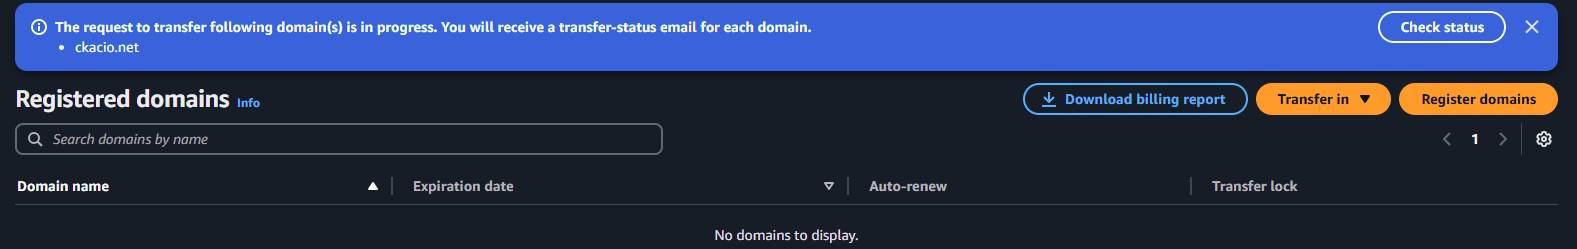 The request to transfer following domain(s) is in progress. You will receive a transfer-status email for each domain.
• ckacio.net
Check status
Registered domains Info
Download billing report
Transfer in
Register domains
Search domains by name
1
Domain name
Expiration date
Auto-renew
Transfer lock
No domains to display.